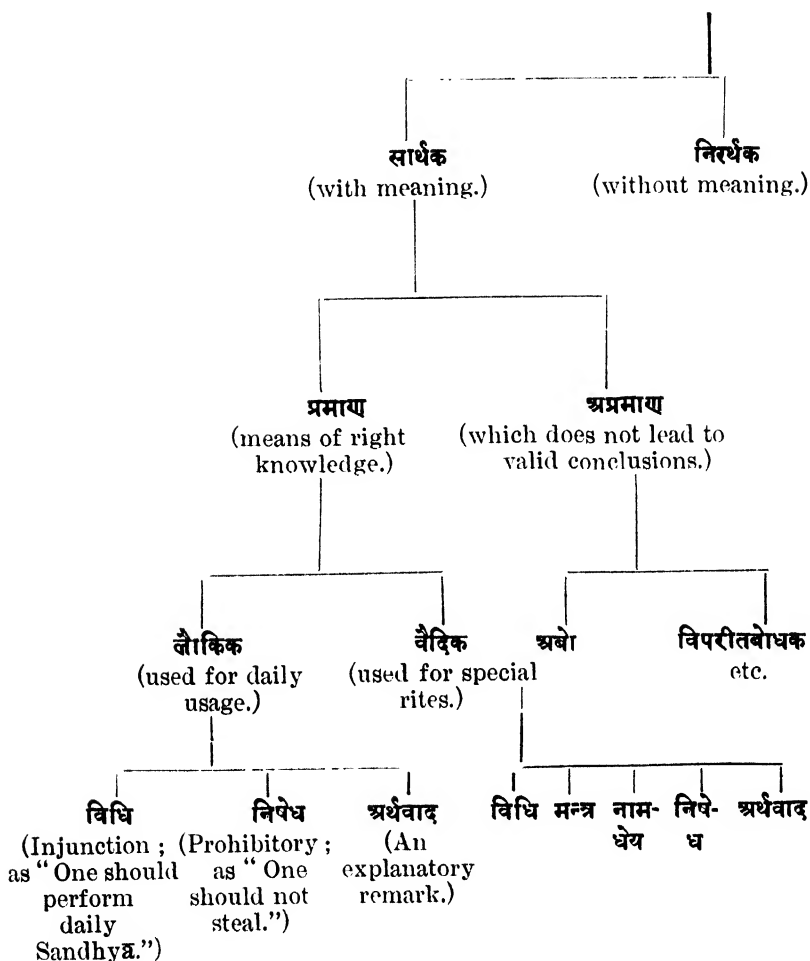 सार्थक निरर्थक
(with meaning.) (without meaning.)
प्रमाण अप्रमाण
(means of right (which does not lead to
knowledge.) valid conclusions.)
लौकिक वैदिक अबो विपरीतबोधक
(used for daily (used for special etc.
usage.) rites.)
विधि निषेध अर्थवाद विधि मन्त्र नाम- निषे- अर्थवाद
(Injunction ; (Prohibitory ; (An धेय ध
as “ One should as “ One explanatory
perform should not remark.)
daily steal.”)
Sandhyā.”)